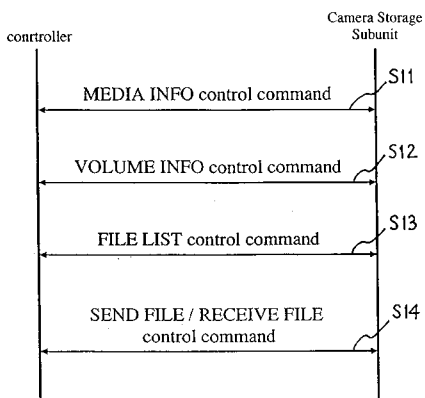 conrtroller
Camera Storage
Subunit
S11
MEDIA INFO control command
S12
VOLUME INFO control command
S13
FILE LIST control command
S14
SEND FILE / RECEIVE FILE
control command